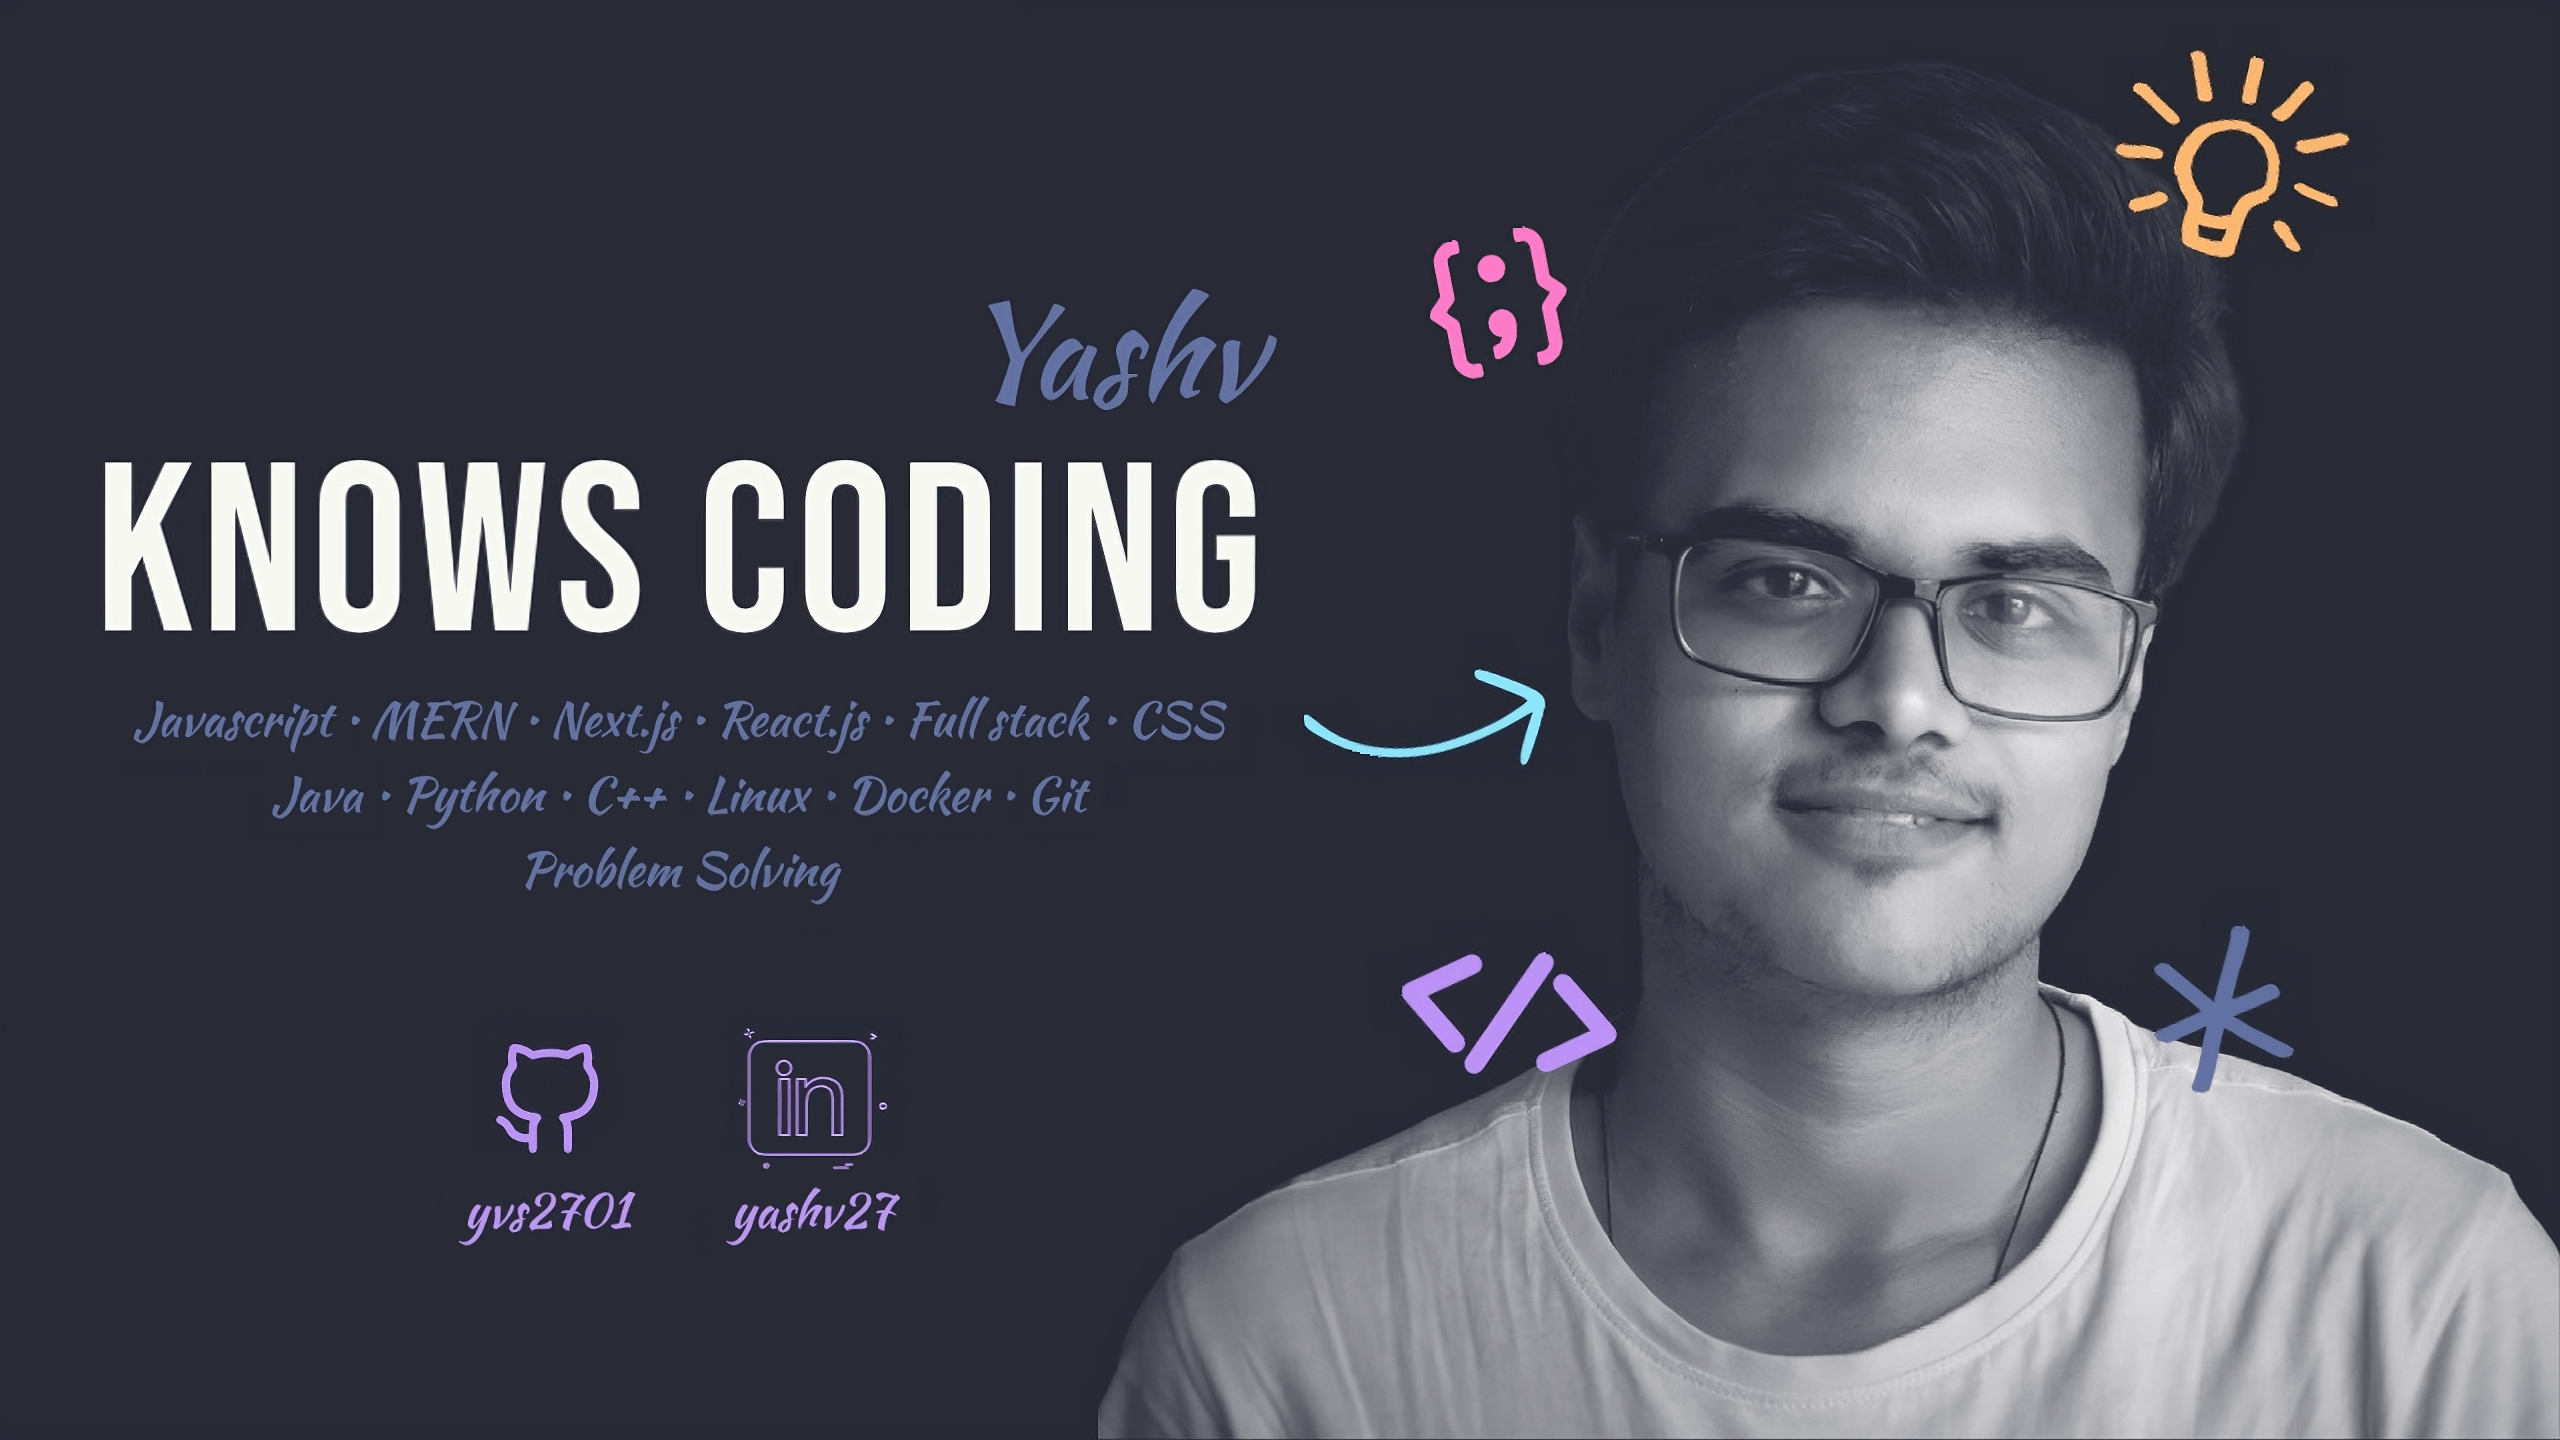 Yashv
KNOWS CODING
Javascript • MERN • Next.js • React.js • Full stack • CSS
Java • Python • C++ • Linux • Docker • Git
Problem Solving
{;}
</>
*
in
yvs2701 yashv27